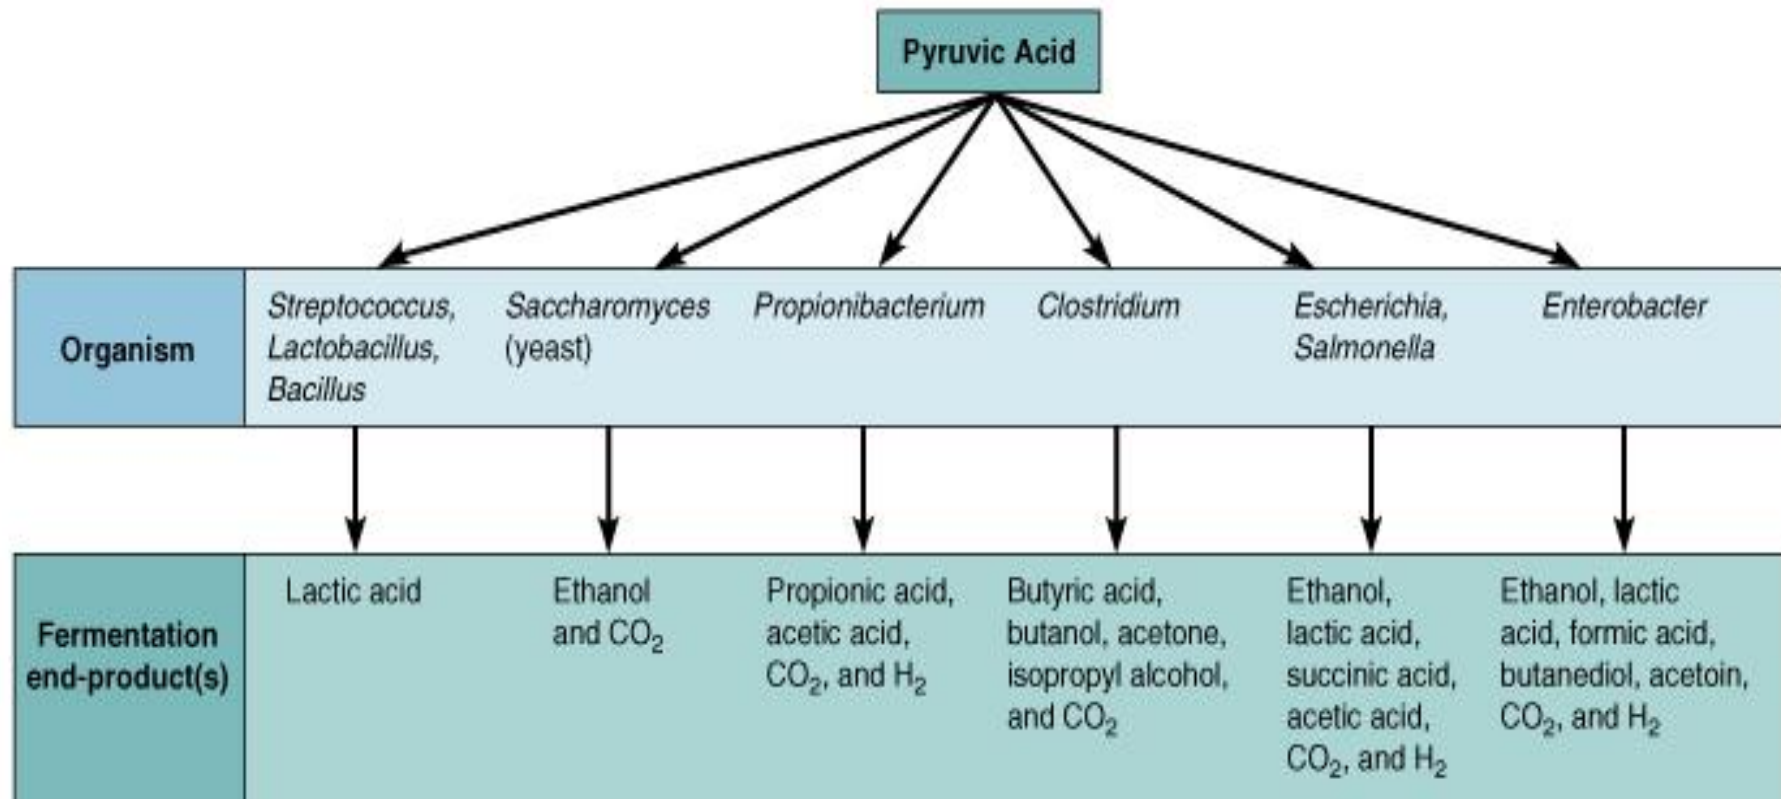 Pyruvic Acid
Organism
Streptococcus,
Lactobacillus,
Bacillus
Saccharomyces
(yeast)
Propionibacterium
Clostridium
Escherichia,
Salmonella
Enterobacter
Fermentation
end-product(s)
Lactic acid
Ethanol
and CO₂
Propionic acid,
acetic acid,
CO₂, and H₂
Butyric acid,
butanol, acetone,
isopropyl alcohol,
and CO₂
Ethanol,
lactic acid,
succinic acid,
acetic acid,
CO₂, and H₂
Ethanol, lactic
acid, formic acid,
butanediol, acetoin,
CO₂, and H₂